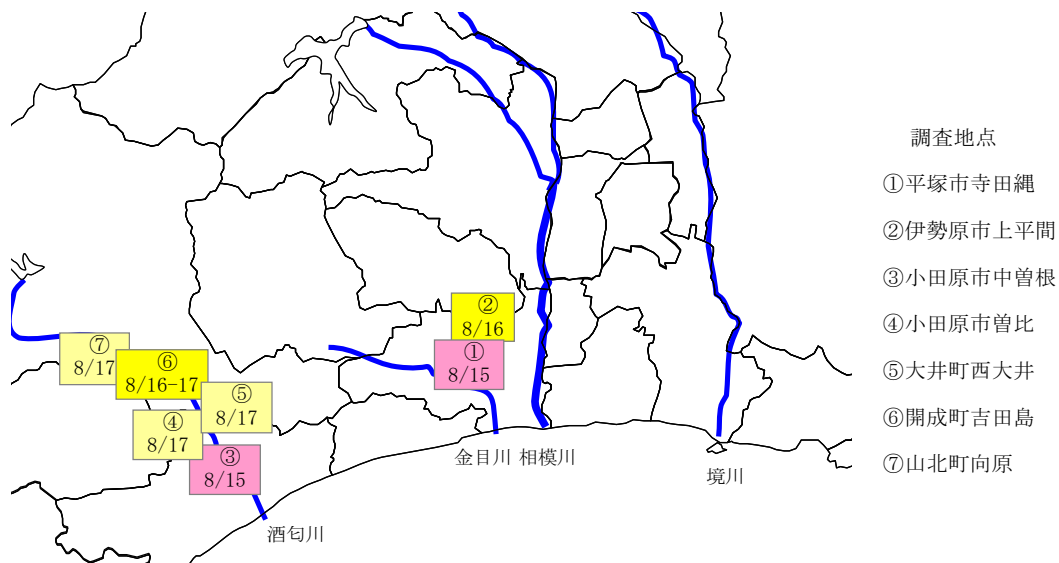 ②
8/16
①
8/15
⑦
8/17
⑥
8/16-17
⑤
8/17
④
8/17
③
8/15
金目川
相模川
境川
酒匂川
調査地点
①平塚市寺田縄
②伊勢原市上平間
③小田原市中曽根
④小田原市曽比
⑤大井町西大井
⑥開成町吉田島
⑦山北町向原